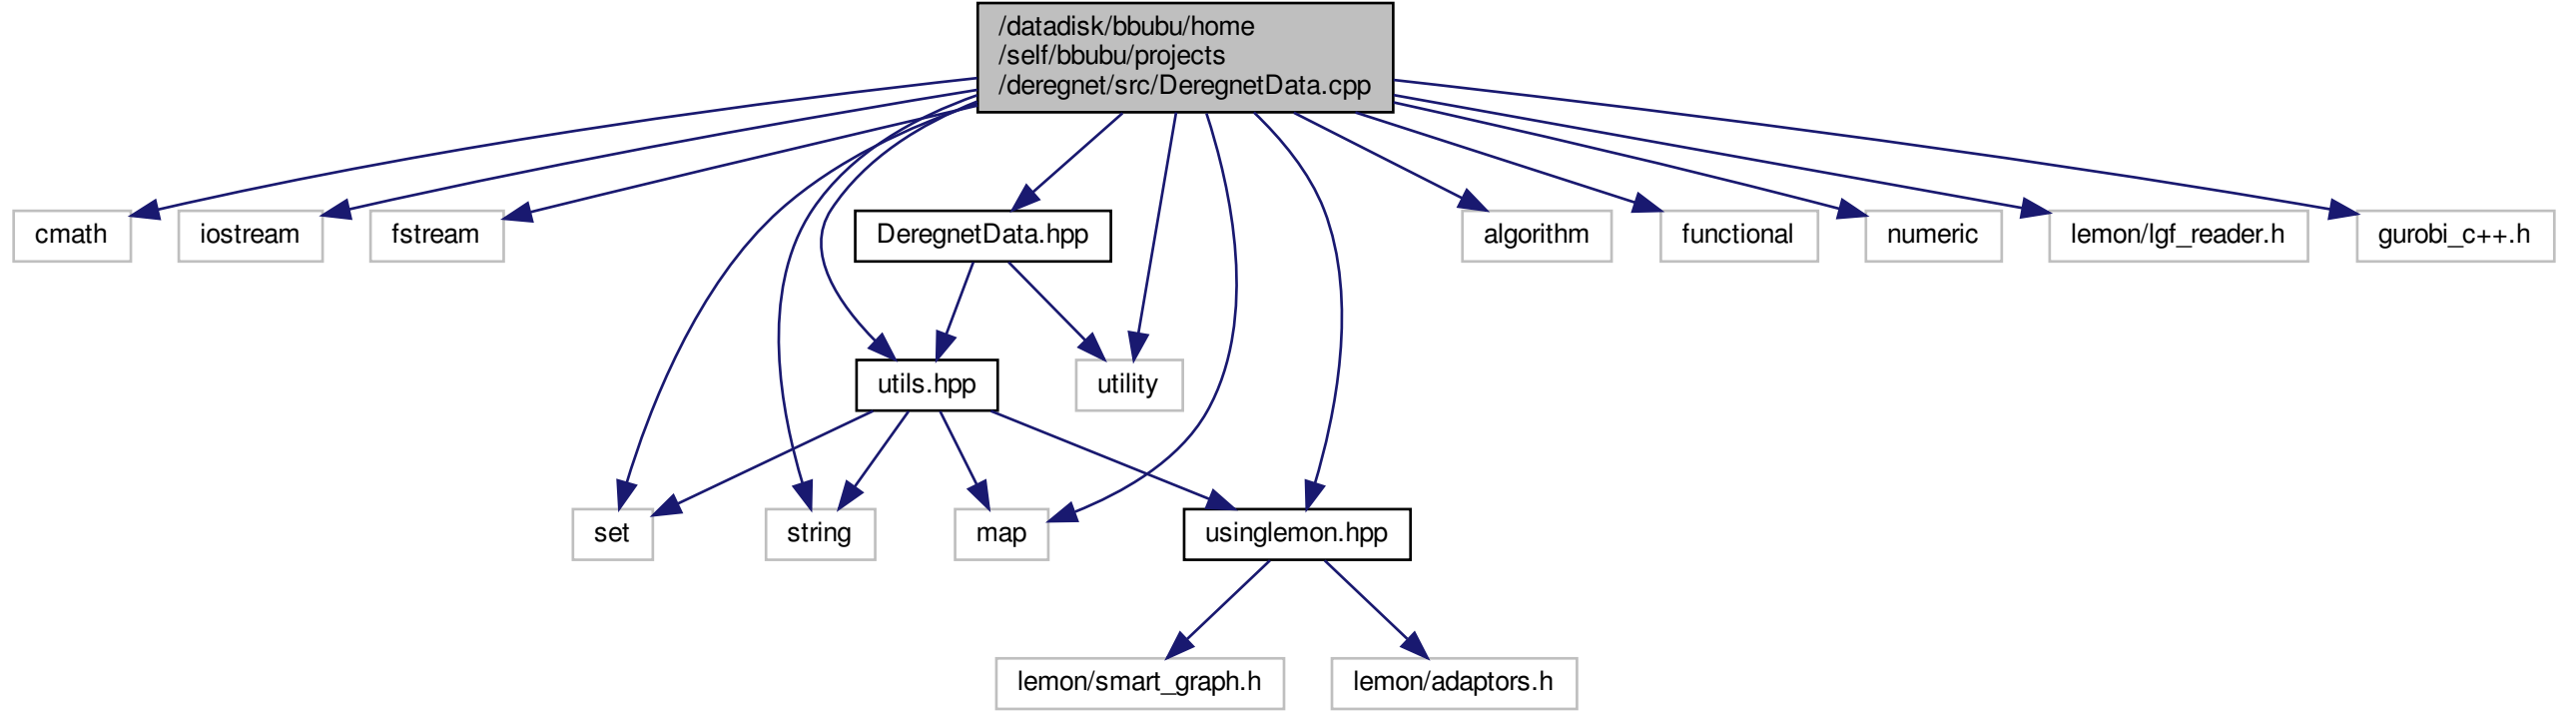 /datadisk/bbubu/home
/self/bbubu/projects
/deregnet/src/DeregnetData.cpp
cmath
iostream
fstream
DeregnetData.hpp
algorithm
functional
numeric
lemon/lgf_reader.h
gurobi_c++.h
utils.hpp
utility
set
string
map
usinglemon.hpp
lemon/smart_graph.h
lemon/adaptors.h